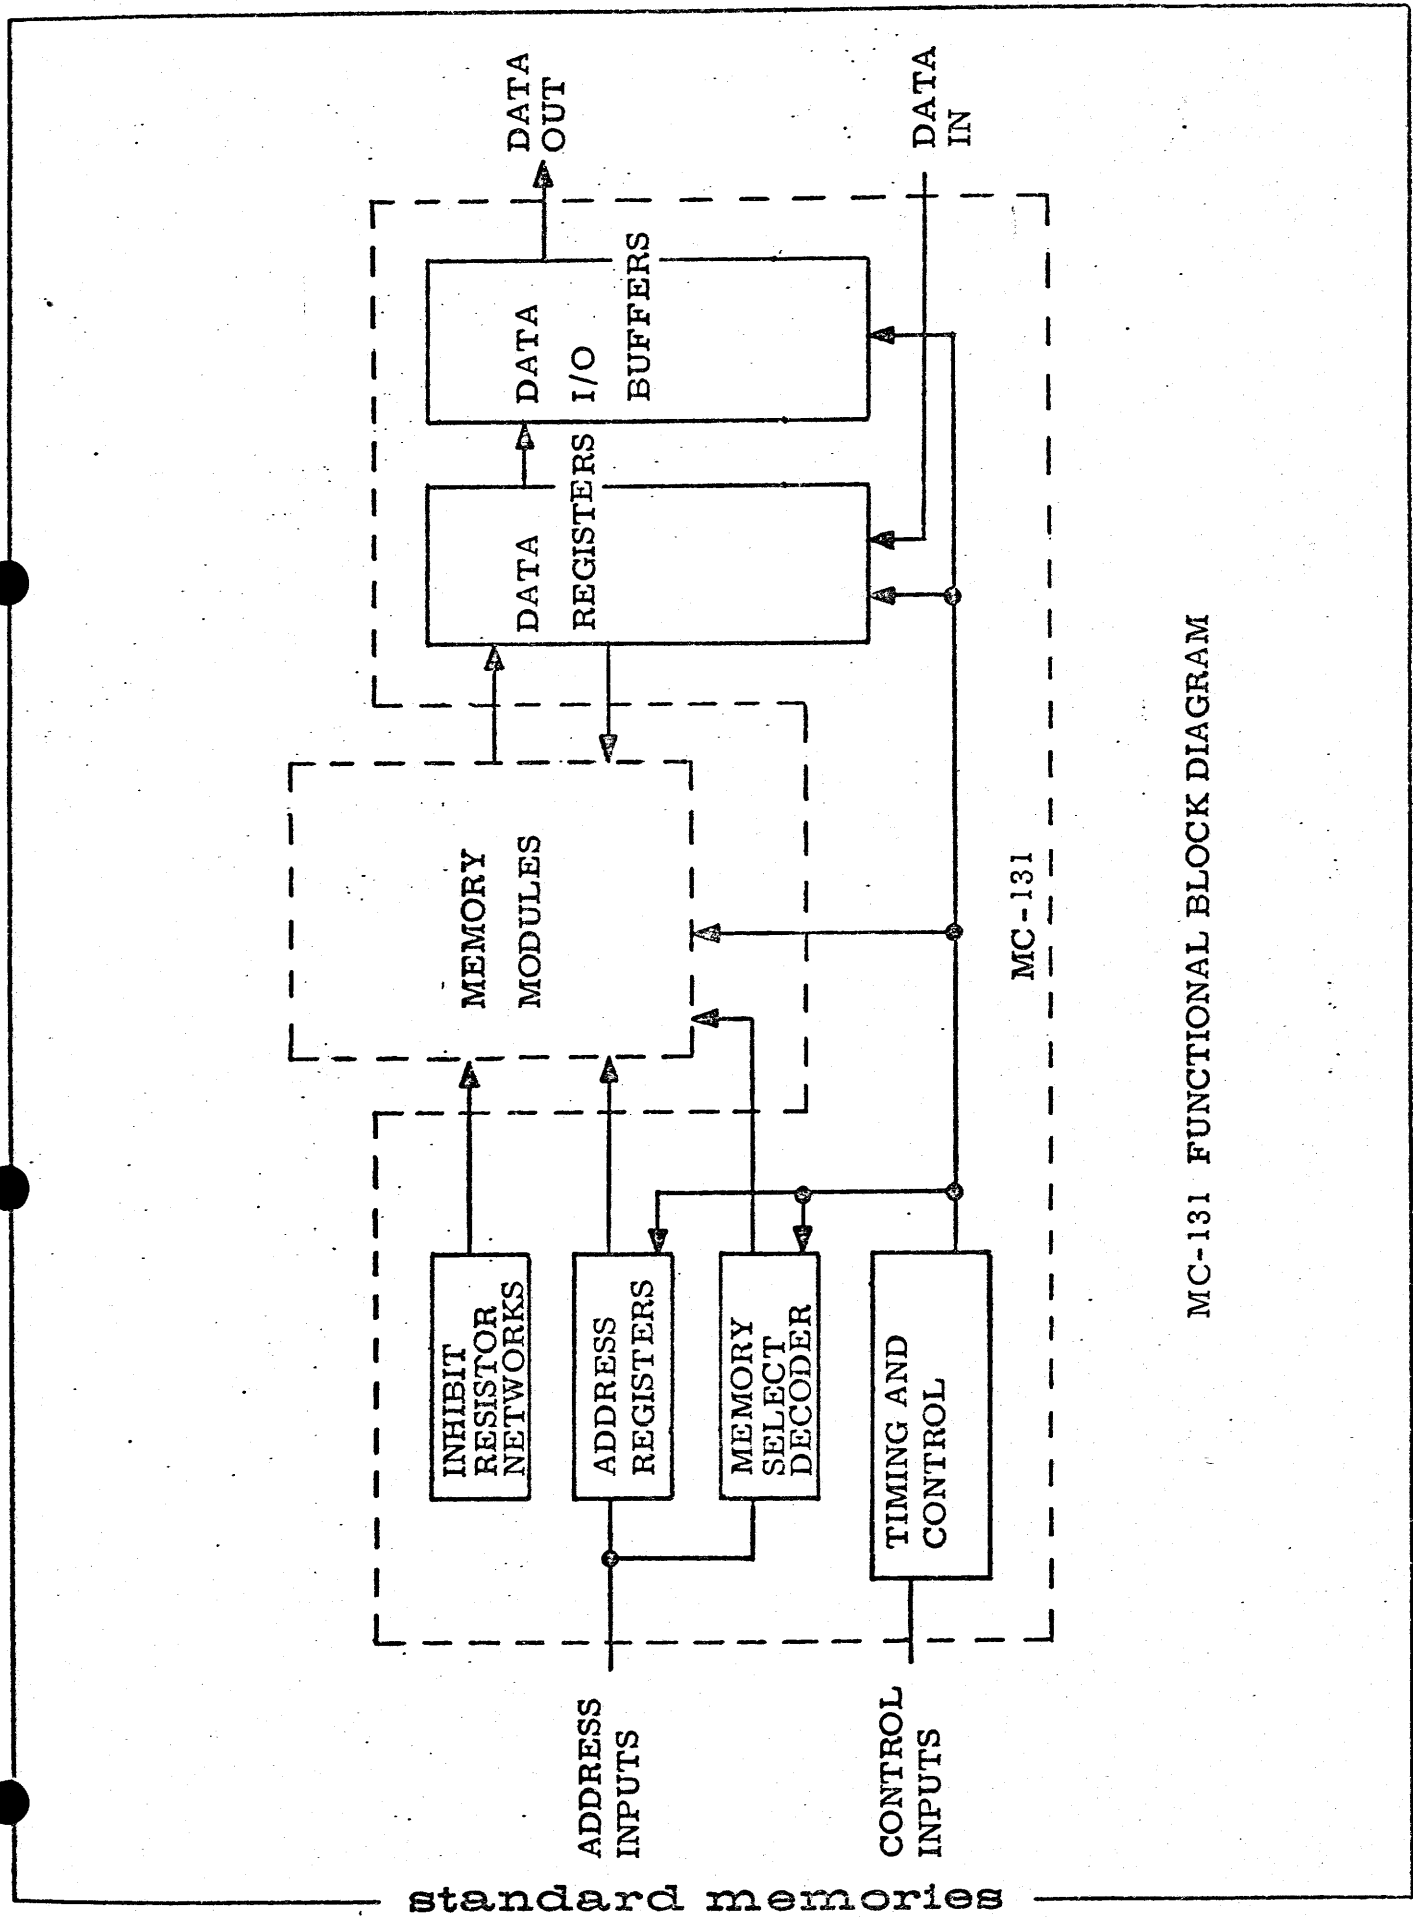 INHIBIT
RESISTOR
NETWORKS
ADDRESS
REGISTERS
MEMORY
SELECT
DECODER
TIMING AND
CONTROL
ADDRESS
INPUTS
CONTROL
INPUTS
MEMORY
MODULES
DATA
REGISTERS
DATA
I/O
BUFFERS
DATA
OUT
DATA
IN
MC-131
MC-131 FUNCTIONAL BLOCK DIAGRAM
standard memories